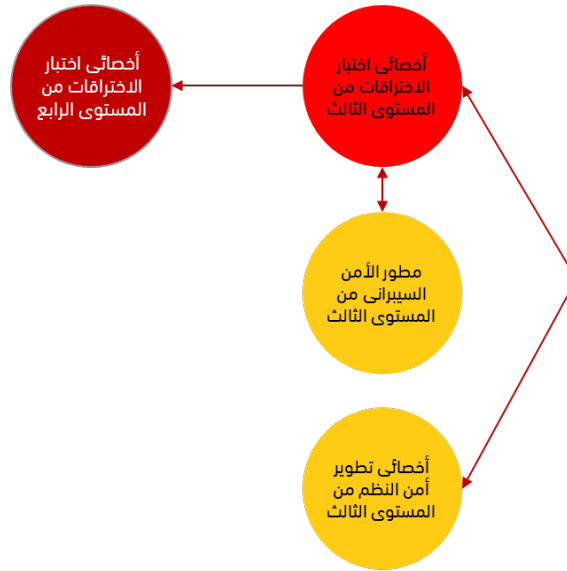 أخصائى اختبار
الاختراقات من
المستوى الثالث
أخصائى اختبار
الاختراقات من
المستوى الرابع
مطور الأمن
السيبرانى من
المستوى الثالث
أخصائى تطوير
أمن النظم من
المستوى الثالث